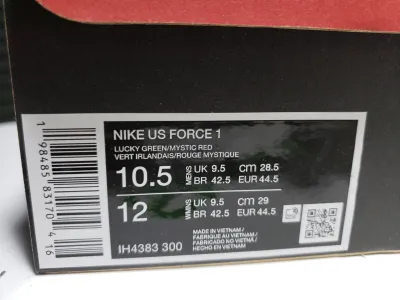 NIKE US FORCE 1
LUCKY GREEN/MYSTIC RED
VERT IRLANDAIS/ROUGE MYSTIQUE
10.5 MENS UK 9.5 CM 28.5
BR 42.5 EUR 44.5
12 WMNS UK 9.5 CM 29
BR 42.5 EUR 44.5
IH4383 300
MADE IN VIETNAM/
FABRIQUE AU VIETNAM/
FABRICADO NO VIETNÃ/
HECHO EN VIETNAM
1 98485 83170 4 16